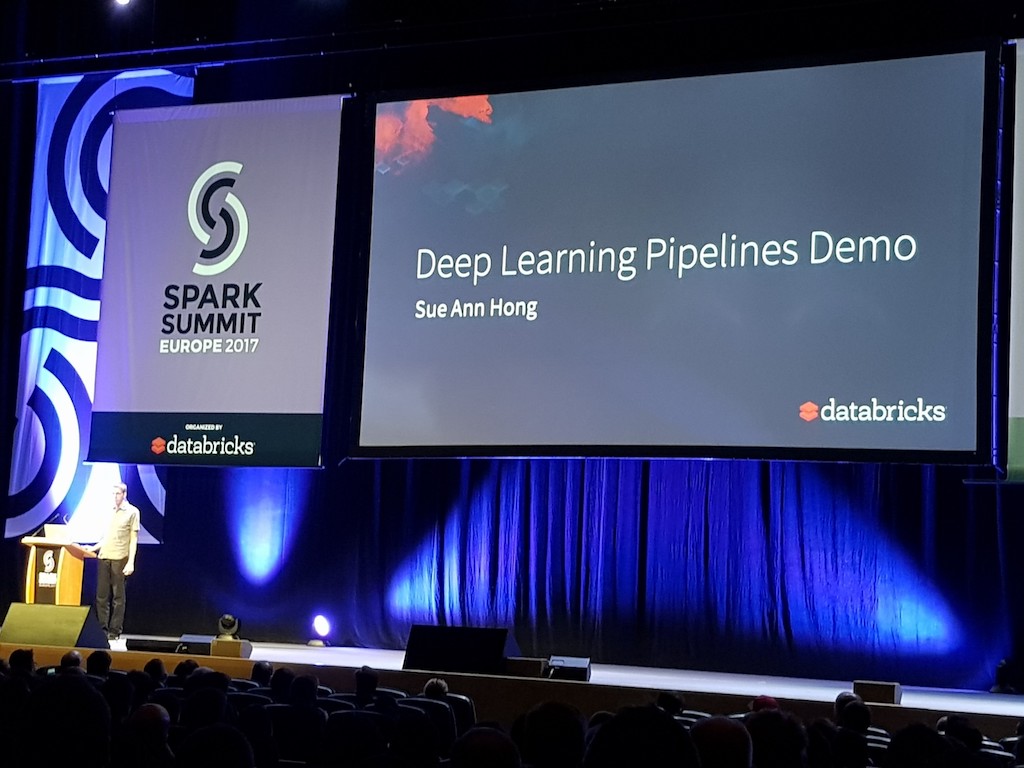 SPARK
SUMMIT
EUROPE 2017
ORGANIZED BY
databricks
Deep Learning Pipelines Demo
Sue Ann Hong
databricks